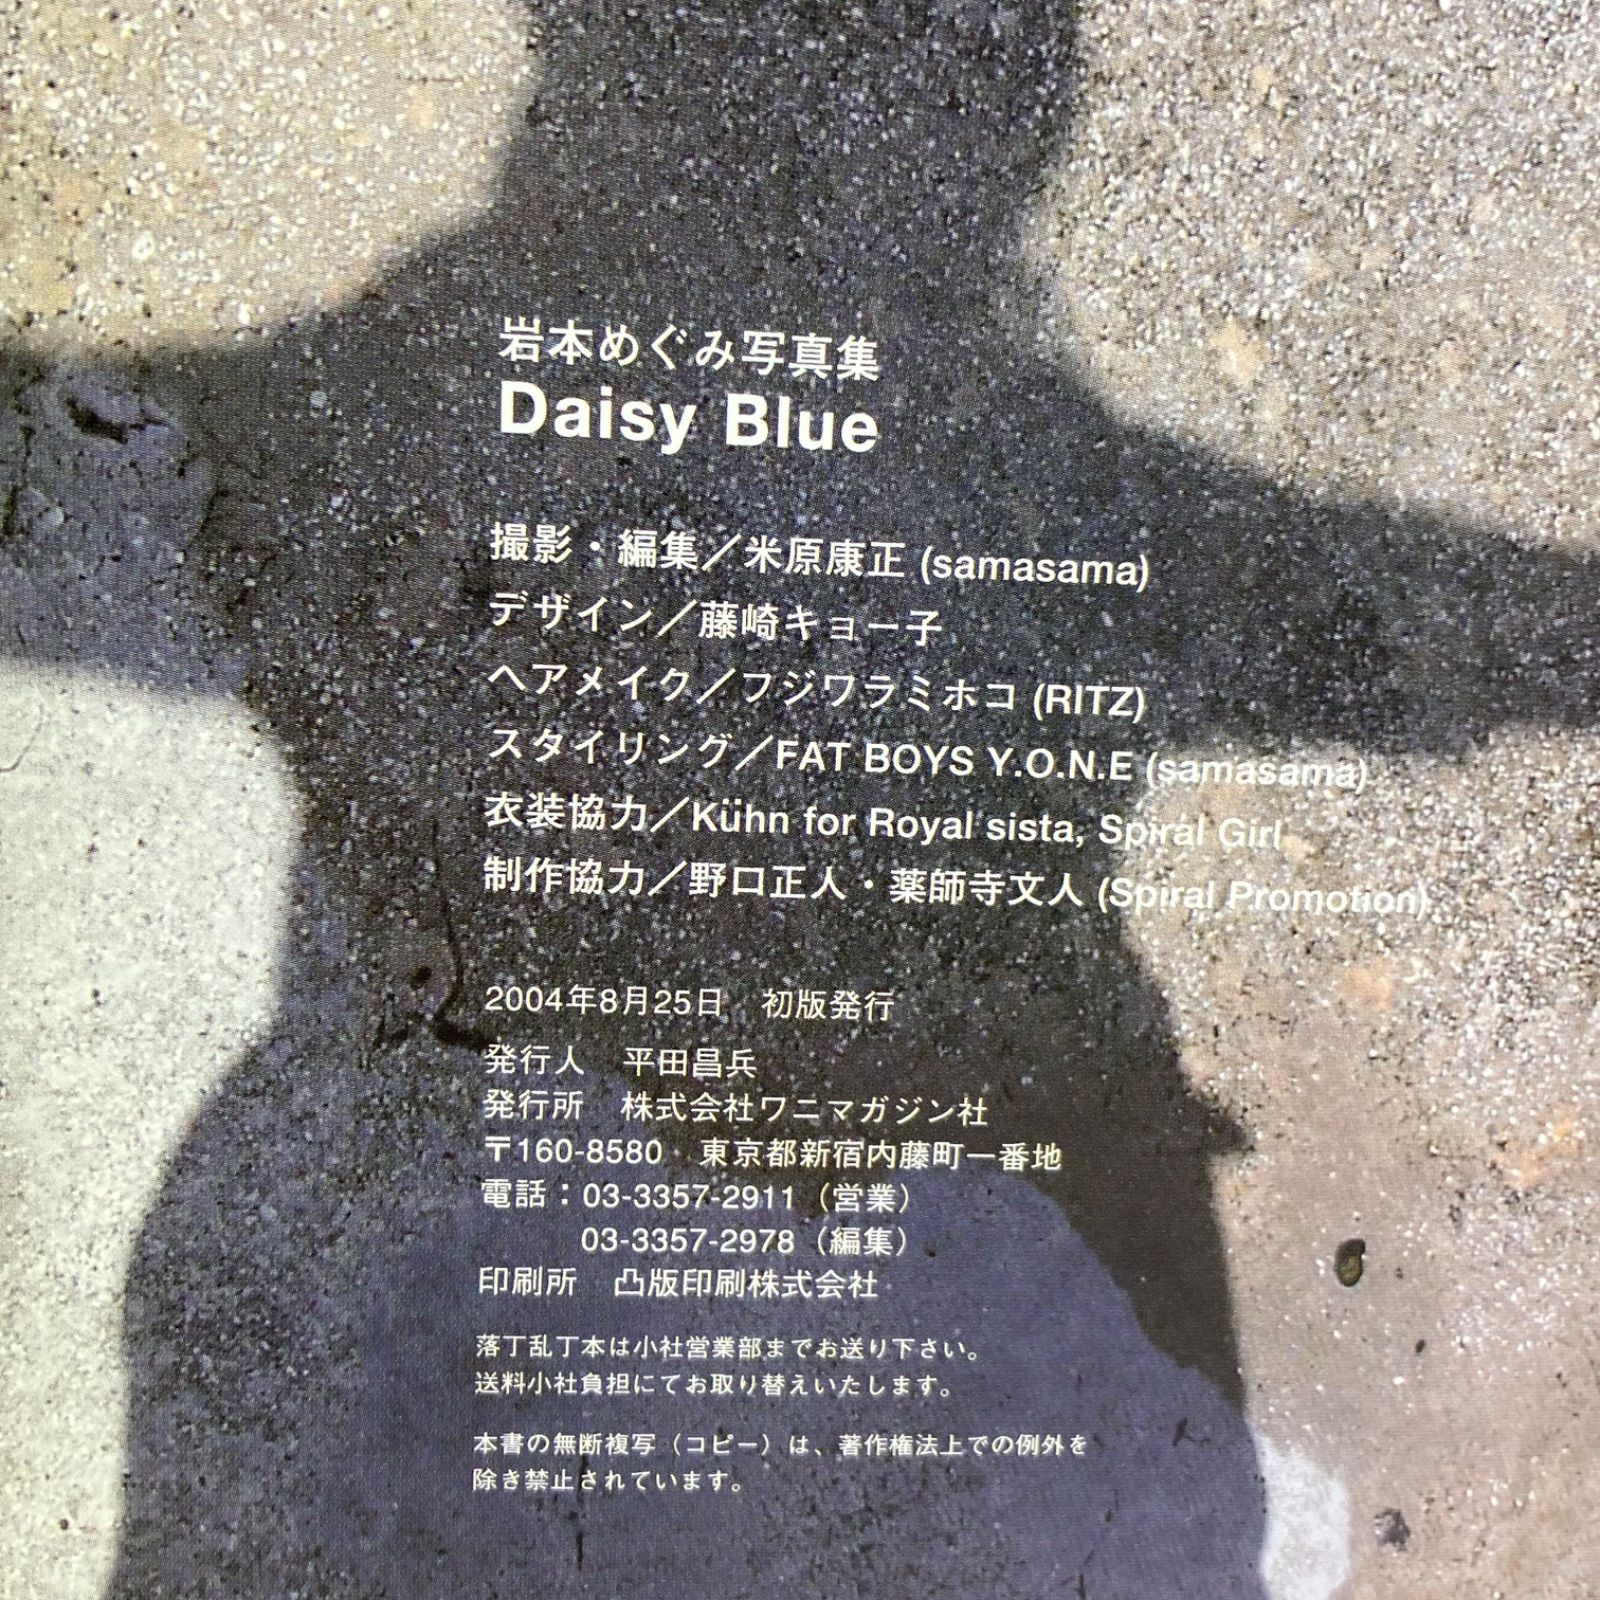 岩本めぐみ写真集
Daisy Blue
撮影・編集／米原康正 (samasama)
デザイン／藤崎キョー子
ヘアメイク／フジワラミホコ (RITZ)
スタイリング／FAT BOYS Y.O.N.E (samasama)
衣装協力／Kühn for Royal sista, Spiral Girl
制作協力／野口正人・薬師寺文人 (Spiral Promotion)
2004年8月25日　初版発行
発行人　平田昌兵
発行所　株式会社ワニマガジン社
〒160-8580　東京都新宿内藤町一番地
電話：03-3357-2911（営業）
03-3357-2978（編集）
印刷所　凸版印刷株式会社
落丁乱丁本は小社営業部までお送り下さい。
送料小社負担にてお取り替えいたします。
本書の無断複写（コピー）は、著作権法上での例外を
除き禁止されています。